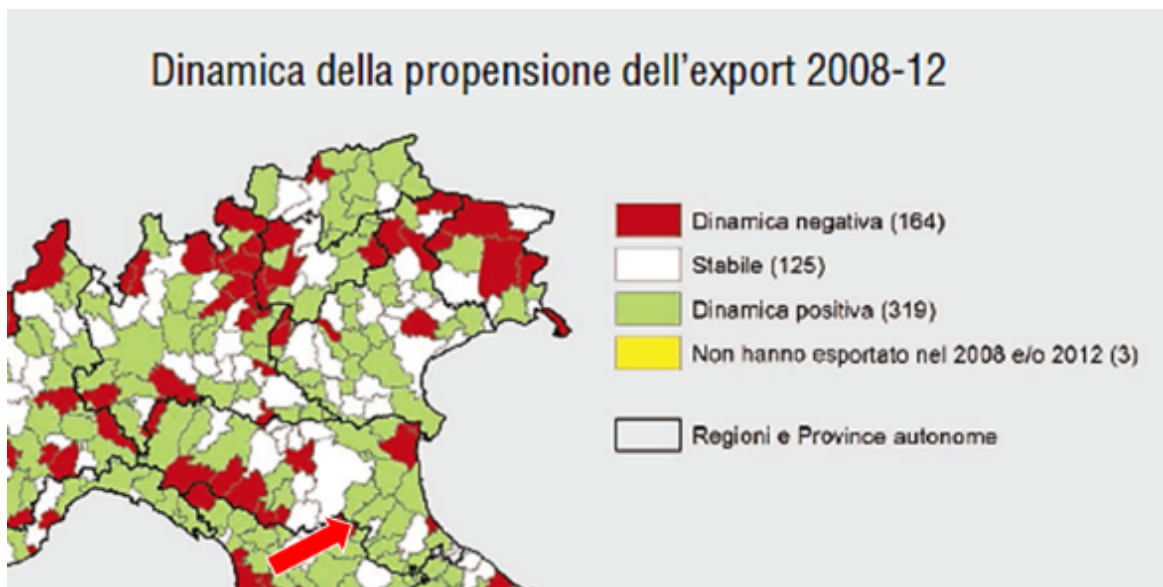 Dinamica della propensione dell'export 2008-12
Dinamica negativa (164)
Stabile (125)
Dinamica positiva (319)
Non hanno esportato nel 2008 e/o 2012 (3)
Regioni e Province autonome